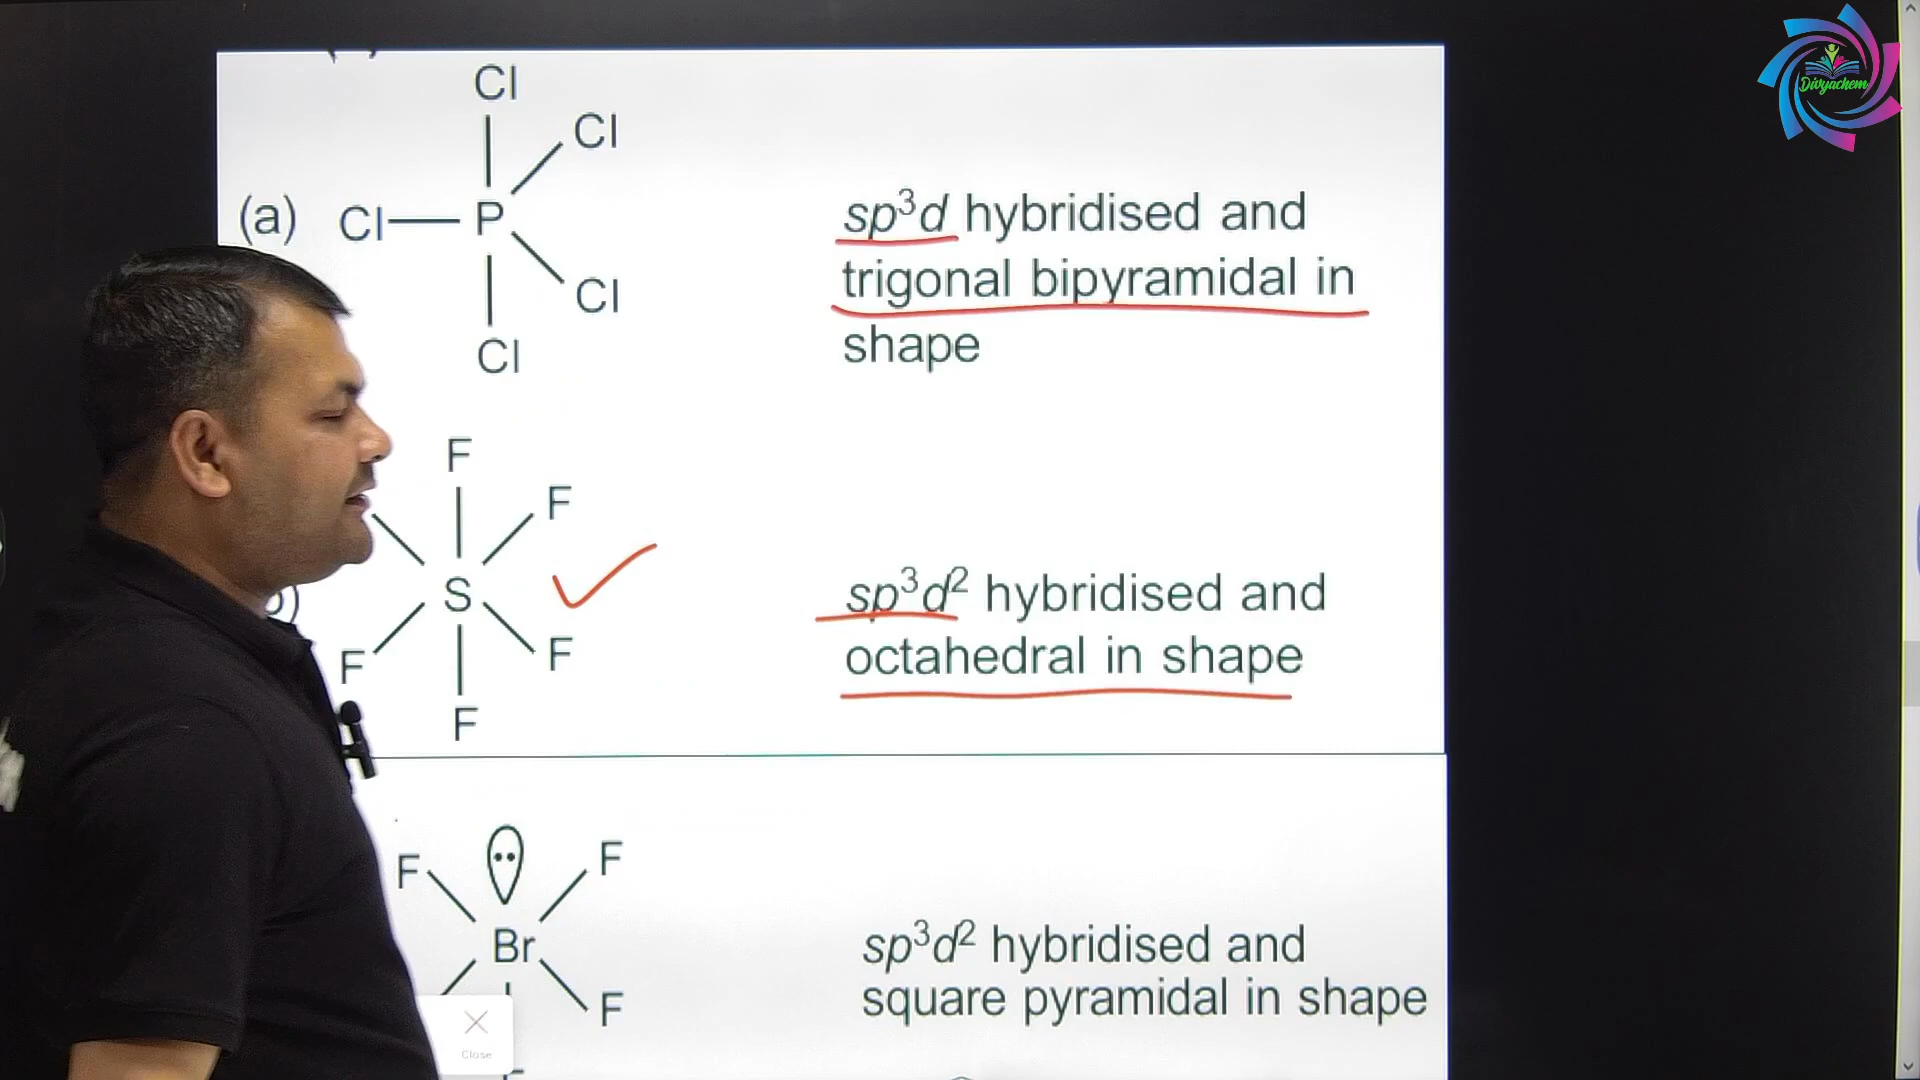 Divyachem
Cl
Cl
(a) Cl P
Cl
Cl
sp³d hybridised and
trigonal bipyramidal in
shape
F
F
S
F
F
F
sp³d² hybridised and
octahedral in shape
F
F
Br
F
sp³d² hybridised and
square pyramidal in shape
Close